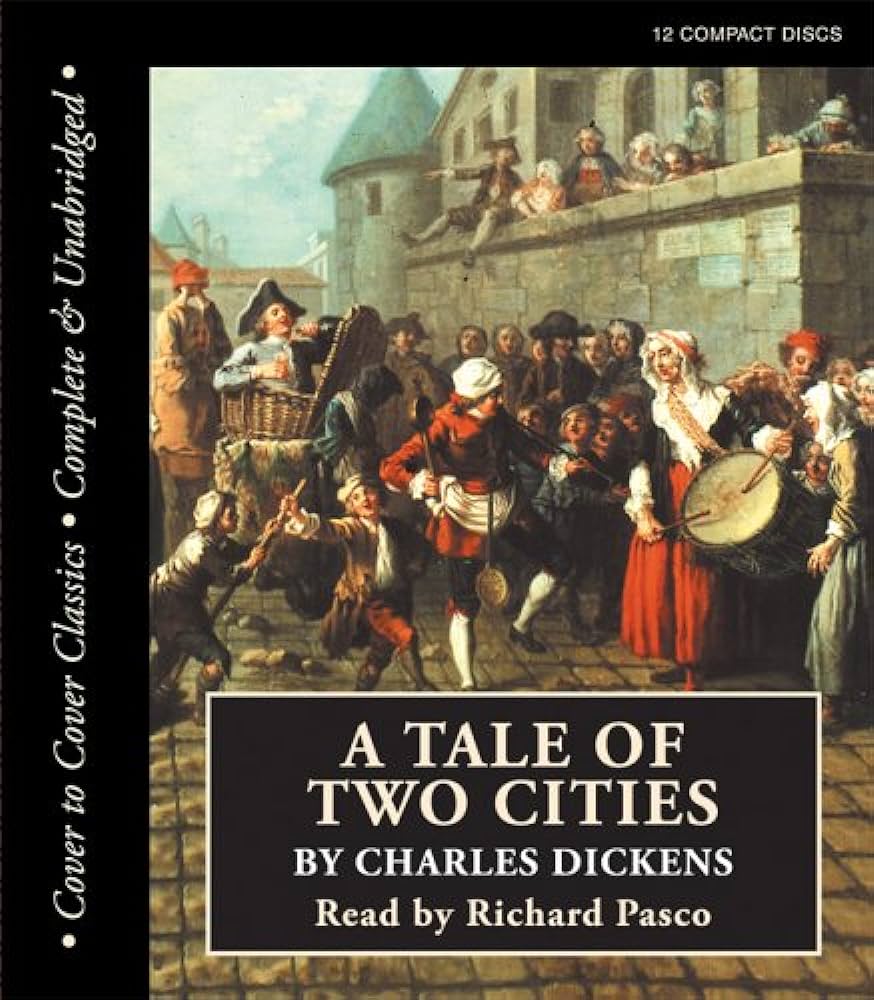 12 COMPACT DISCS
• Cover to Cover Classics • Complete & Unabridged •
A TALE OF
TWO CITIES
BY CHARLES DICKENS
Read by Richard Pasco